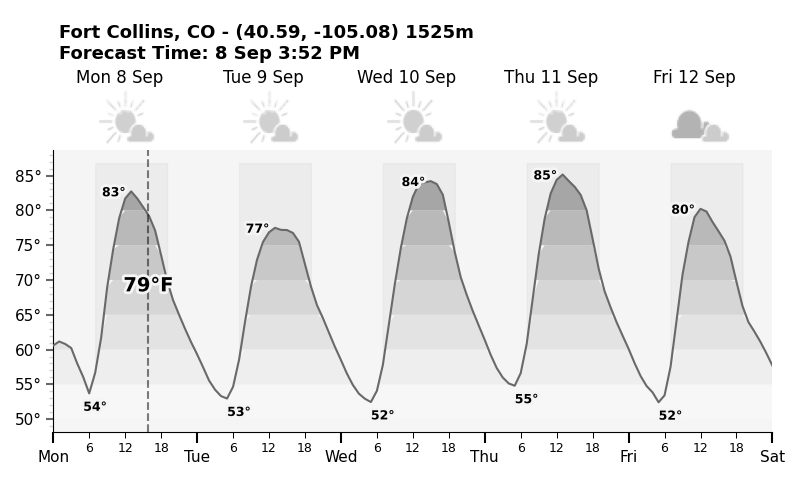 Fort Collins, CO - (40.59, -105.08) 1525m
Forecast Time: 8 Sep 3:52 PM
Mon 8 Sep Tue 9 Sep Wed 10 Sep Thu 11 Sep Fri 12 Sep
85°
80°
75°
70°
65°
60°
55°
50°
83° 77° 84° 85° 80°
79°F
54° 53° 52° 55° 52°
6 12 18 6 12 18 6 12 18 6 12 18 6 12 18
Mon Tue Wed Thu Fri Sat